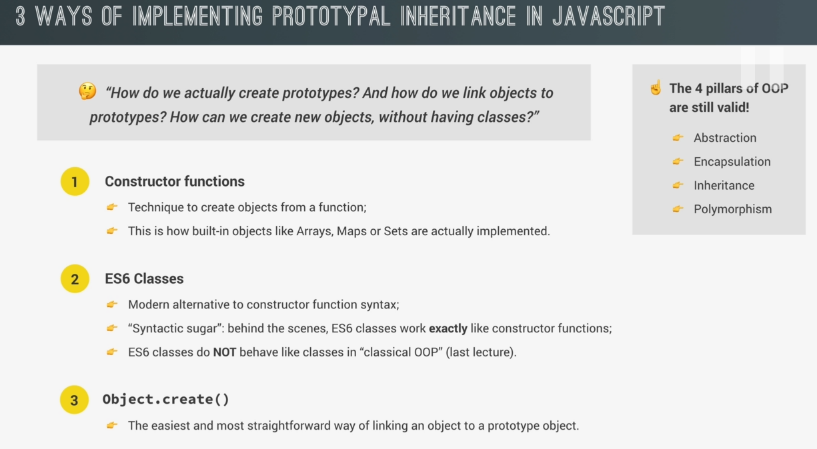 3 WAYS OF IMPLEMENTING PROTOTYPAL INHERITANCE IN JAVASCRIPT
“How do we actually create prototypes? And how do we link objects to
prototypes? How can we create new objects, without having classes?”
The 4 pillars of OOP
are still valid!
Abstraction
Encapsulation
Inheritance
Polymorphism
1 Constructor functions
Technique to create objects from a function;
This is how built-in objects like Arrays, Maps or Sets are actually implemented.
2 ES6 Classes
Modern alternative to constructor function syntax;
“Syntactic sugar”: behind the scenes, ES6 classes work exactly like constructor functions;
ES6 classes do NOT behave like classes in “classical OOP” (last lecture).
3 Object.create()
The easiest and most straightforward way of linking an object to a prototype object.